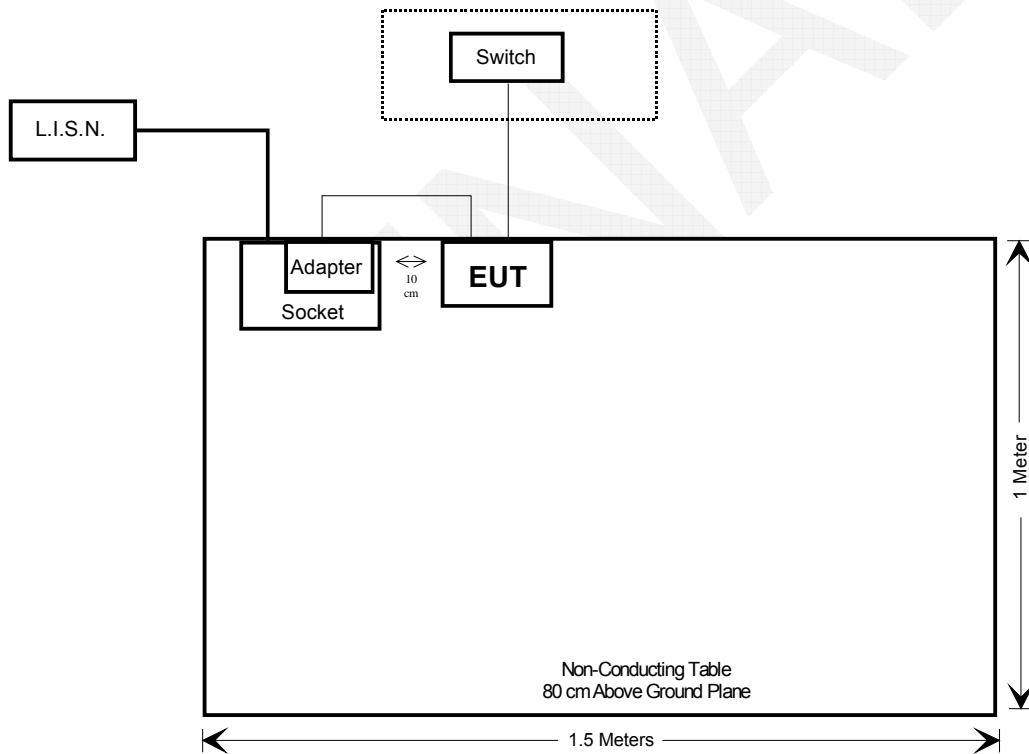 Switch
L.I.S.N.
Adapter
Socket
10
cm
EUT
1 Meter
Non-Conducting Table
80 cm Above Ground Plane
1.5 Meters